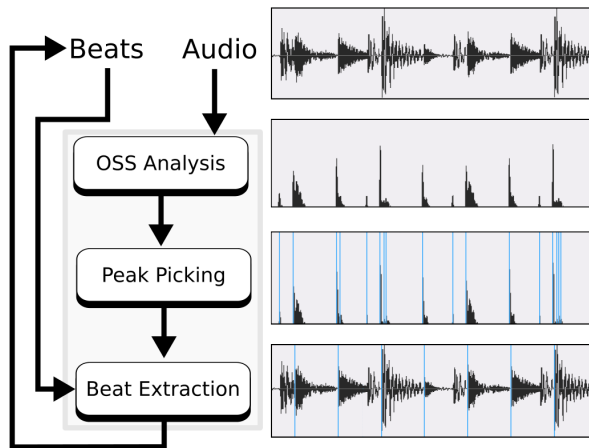 Beats
Audio
OSS Analysis
Peak Picking
Beat Extraction